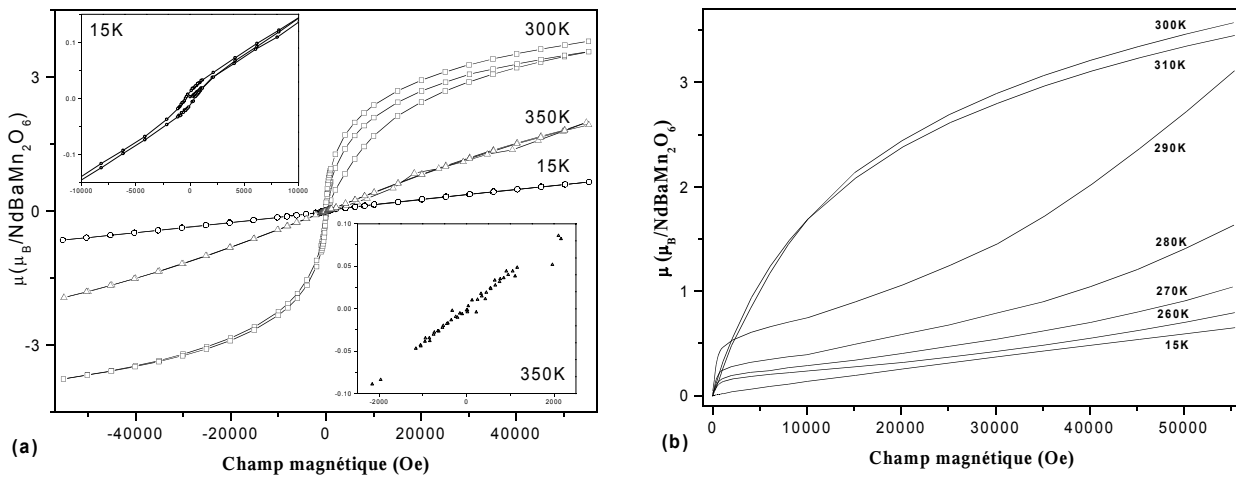 15K
0.1
0.0
-0.1
-10000 -5000 0 5000 10000
300K
350K
15K
3
0
-3
μ (μB/NdBaMn2O6)
0.10
0.05
0.00
-0.05
-0.10
350K
-2000 0 2000
-40000 -20000 0 20000 40000
(a)
Champ magnétique (Oe)
300K
310K
290K
280K
270K
260K
15K
3
2
1
0
μ (μB/NdBaMn2O6)
0 10000 20000 30000 40000 50000
(b)
Champ magnétique (Oe)